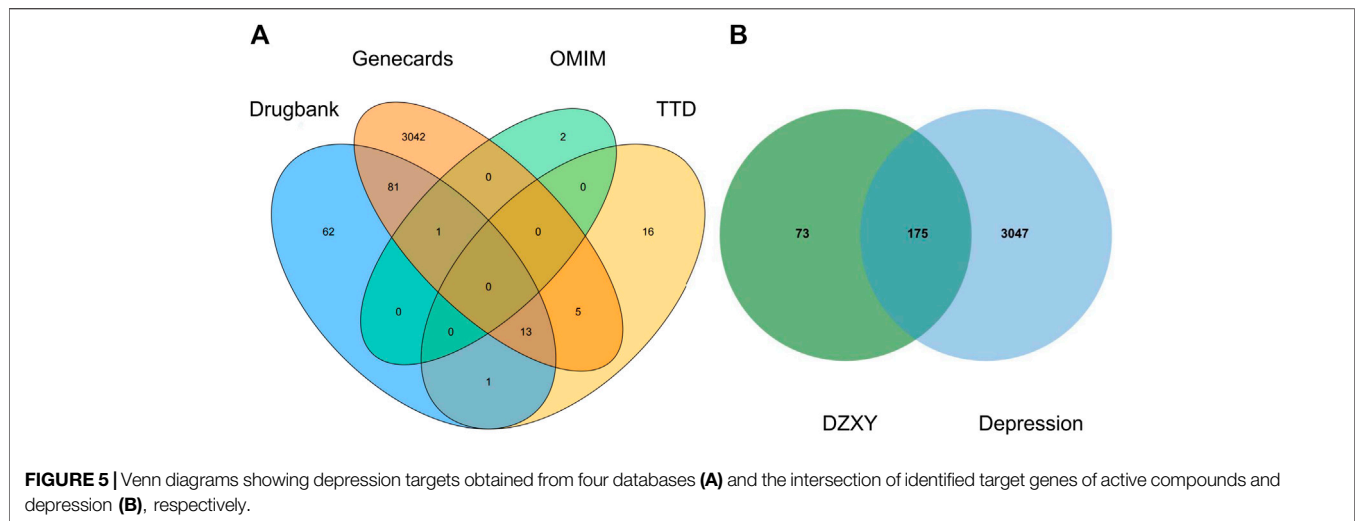 A
B
Genecards
OMIM
Drugbank
TTD
3042
2
81
0
0
62
1
0
16
73
175
3047
0
0
0
13
5
1
DZXY
Depression
FIGURE 5 | Venn diagrams showing depression targets obtained from four databases (A) and the intersection of identified target genes of active compounds and
depression (B), respectively.